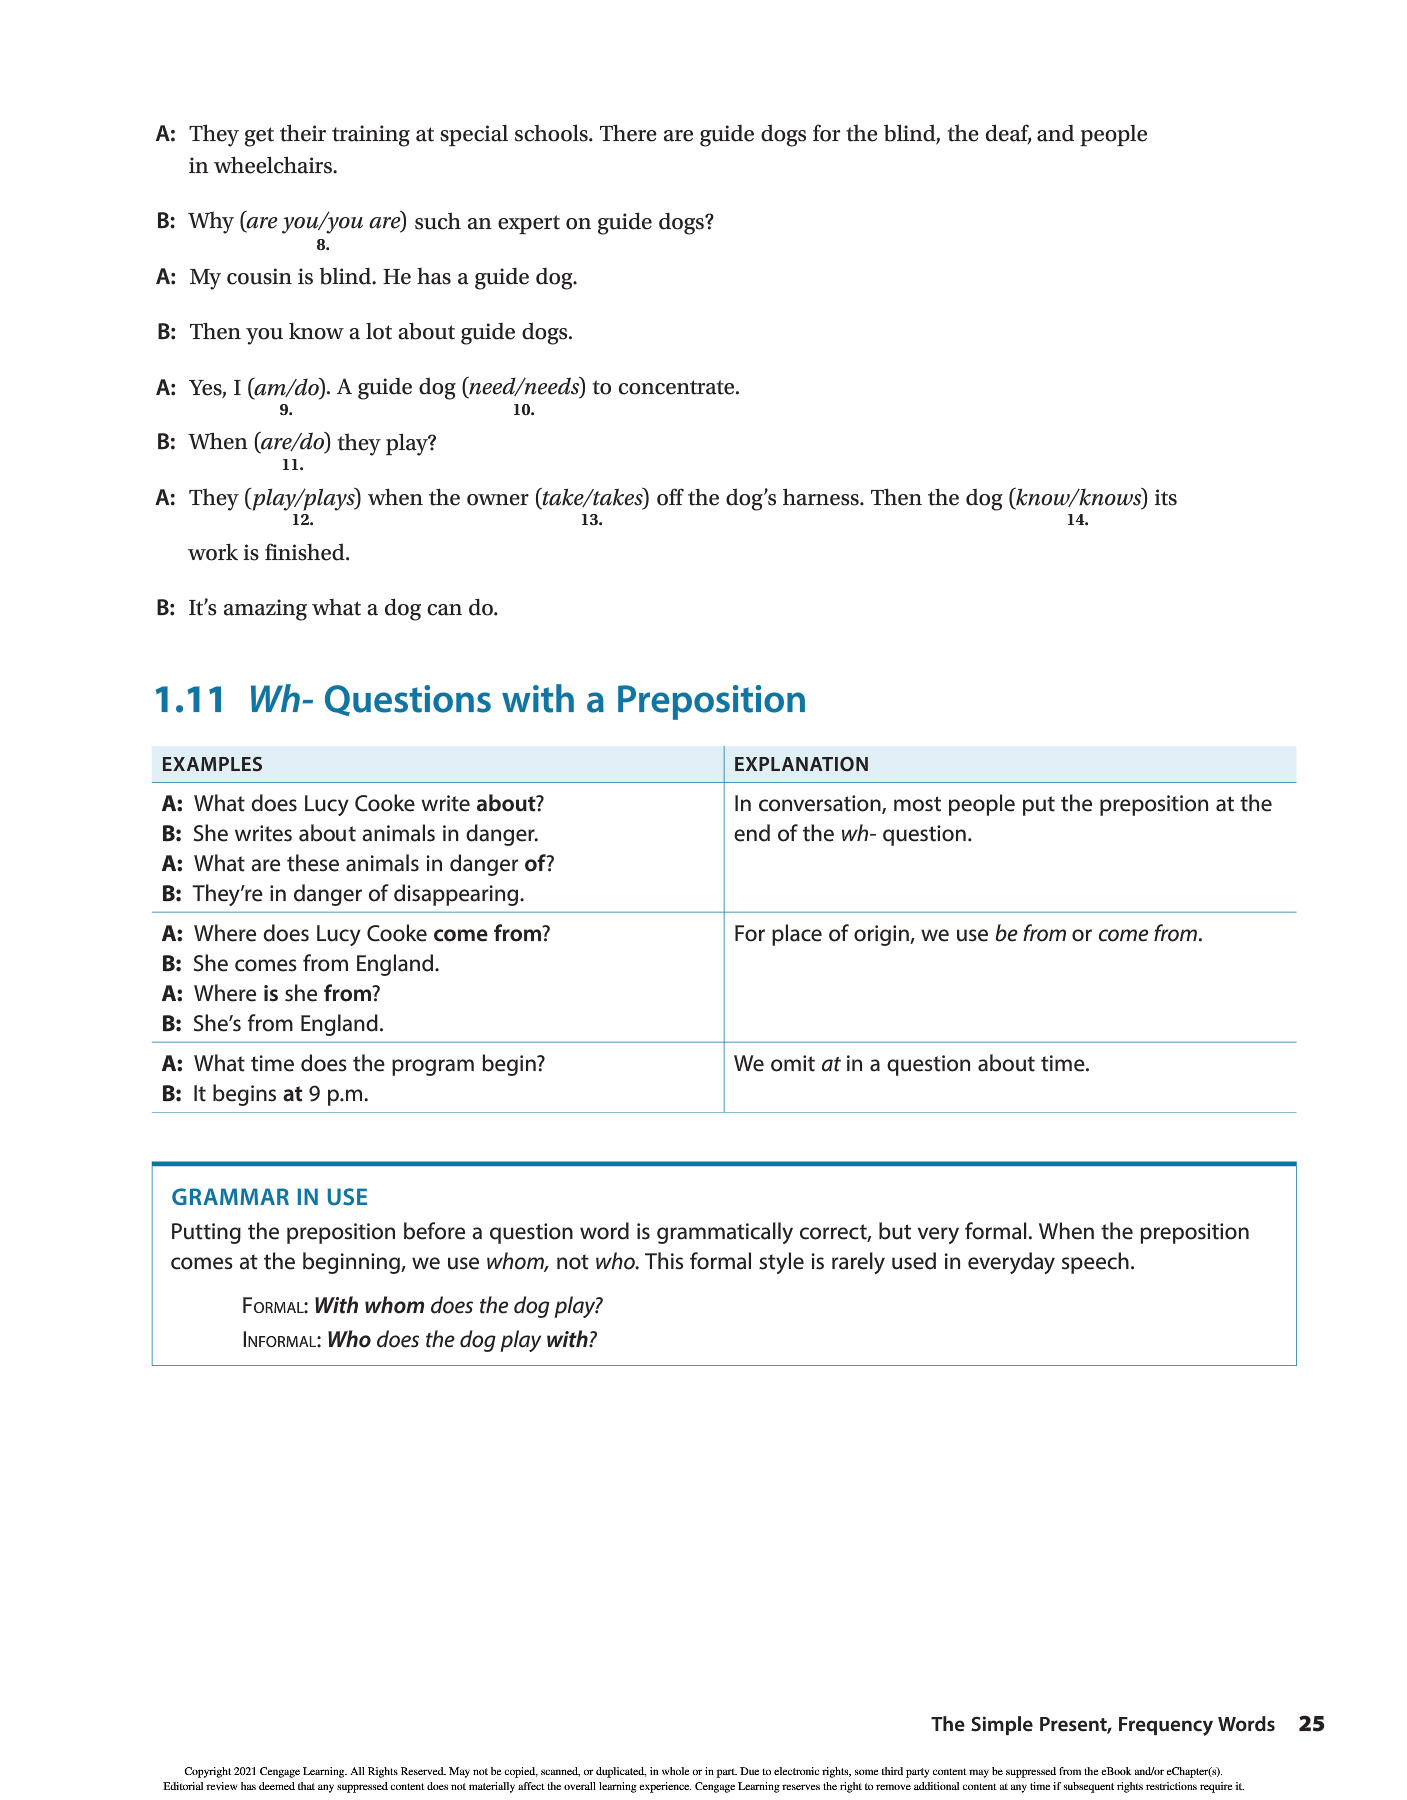 A: They get their training at special schools. There are guide dogs for the blind, the deaf, and people
in wheelchairs.
B: Why (are you/you are) such an expert on guide dogs?
8.
A: My cousin is blind. He has a guide dog.
B: Then you know a lot about guide dogs.
A: Yes, I (am/do). A guide dog (need/needs) to concentrate.
9. 10.
B: When (are/do) they play?
11.
A: They (play/plays) when the owner (take/takes) off the dog’s harness. Then the dog (know/knows) its
12. 13. 14.
work is finished.
B: It’s amazing what a dog can do.
1.11 Wh- Questions with a Preposition
EXAMPLES
EXPLANATION
A: What does Lucy Cooke write about?
B: She writes about animals in danger.
A: What are these animals in danger of?
B: They’re in danger of disappearing.
In conversation, most people put the preposition at the
end of the wh- question.
A: Where does Lucy Cooke come from?
B: She comes from England.
A: Where is she from?
B: She’s from England.
For place of origin, we use be from or come from.
A: What time does the program begin?
B: It begins at 9 p.m.
We omit at in a question about time.
GRAMMAR IN USE
Putting the preposition before a question word is grammatically correct, but very formal. When the preposition
comes at the beginning, we use whom, not who. This formal style is rarely used in everyday speech.
FORMAL: With whom does the dog play?
INFORMAL: Who does the dog play with?
The Simple Present, Frequency Words 25
Copyright 2021 Cengage Learning. All Rights Reserved. May not be copied, scanned, or duplicated, in whole or in part. Due to electronic rights, some third party content may be suppressed from the eBook and/or eChapter(s).
Editorial review has deemed that any suppressed content does not materially affect the overall learning experience. Cengage Learning reserves the right to remove additional content at any time if subsequent rights restrictions require it.